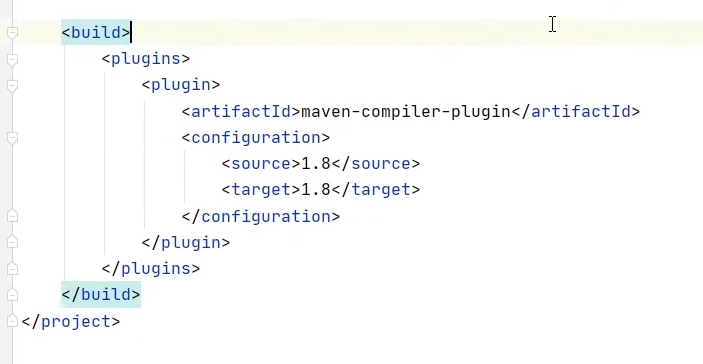 <build>
<plugins>
<plugin>
<artifactId>maven-compiler-plugin</artifactId>
<configuration>
<source>1.8</source>
<target>1.8</target>
</configuration>
</plugin>
</plugins>
</build>
</project>